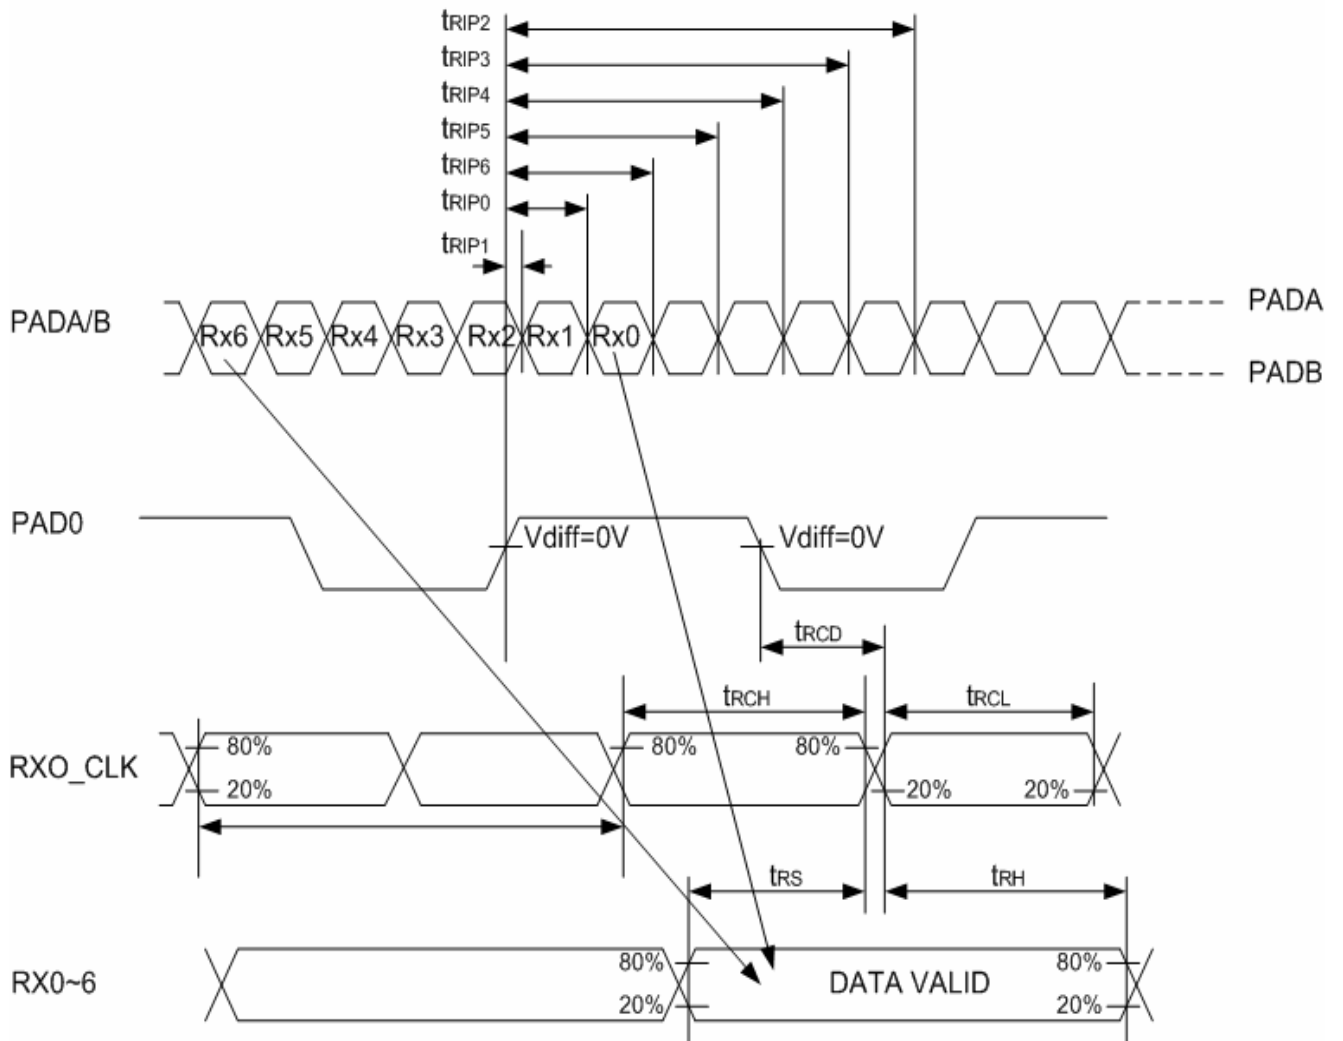 tRIP2
tRIP3
tRIP4
tRIP5
tRIP6
tRIP0
tRIP1
PADA/B Rx6 Rx5 Rx4 Rx3 Rx2 Rx1 Rx0 PADA
PADB
PAD0 Vdiff=0V Vdiff=0V
tRCD
tRCH tRCL
RXO_CLK 80% 80% 80%
20% 20% 20%
tRS tRH
RX0~6 80% DATA VALID 80%
20% 20%